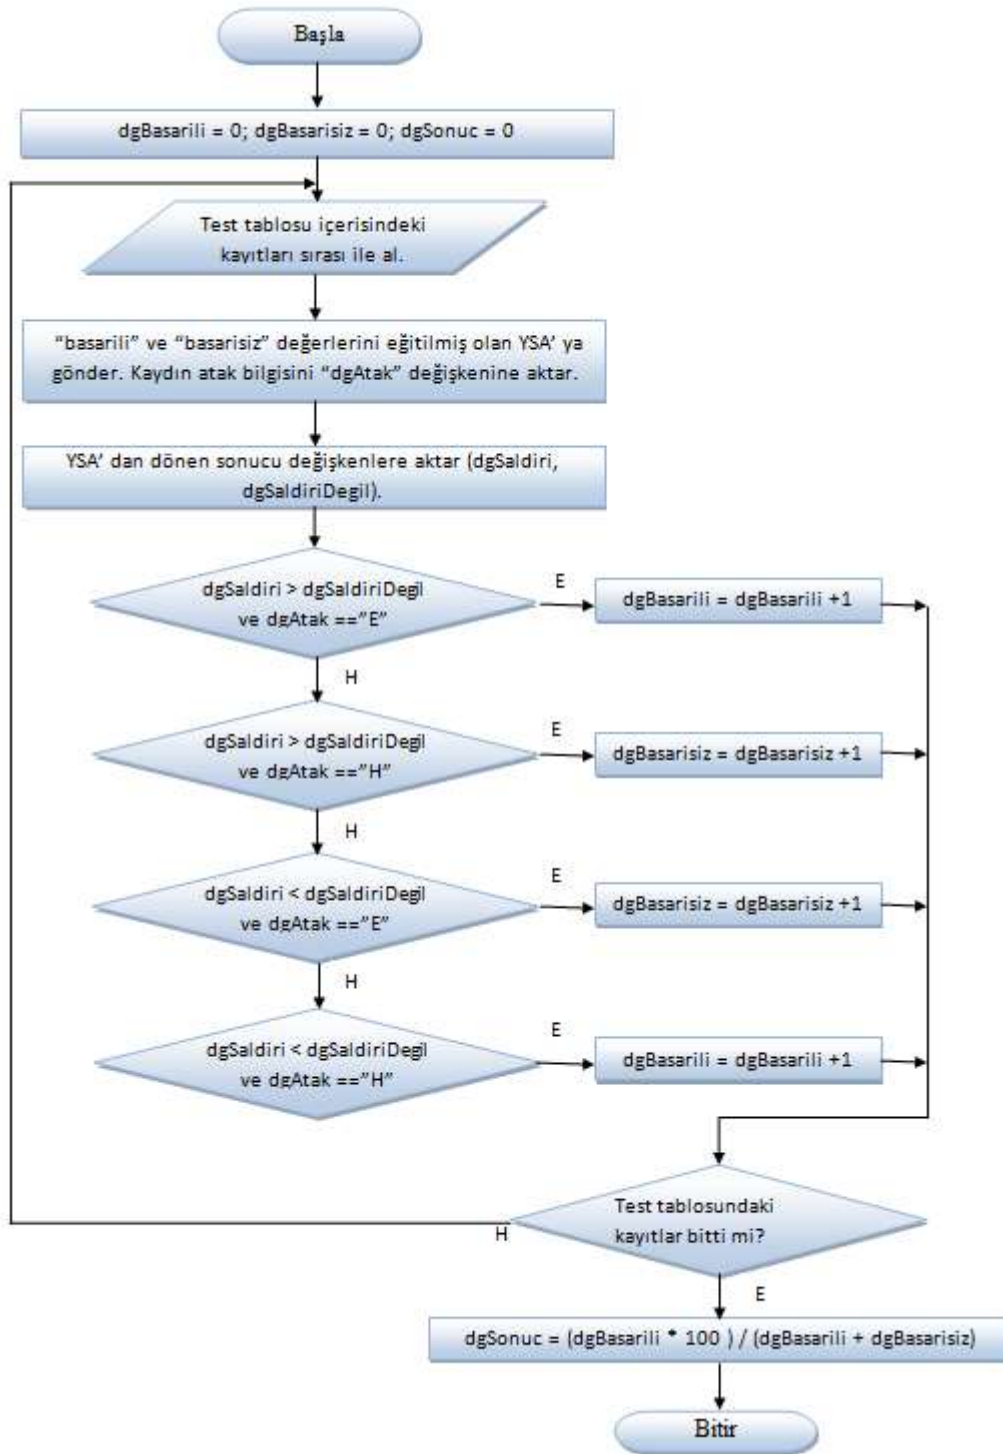 Başla
dgBasarili = 0; dgBasarisiz = 0; dgSonuc = 0
Test tablosu içerisindeki
kayıtları sırası ile al.
“basarili” ve “basarisiz” değerlerini eğitilmiş olan YSA’ ya
gönder. Kaydın atak bilgisini “dgAtak” değişkenine aktar.
YSA’ dan dönen sonucu değişkenlere aktar (dgSaldiri,
dgSaldiriDegil).
dgSaldiri > dgSaldiriDegil
ve dgAtak ==”E”
E
dgBasarili = dgBasarili +1
H
dgSaldiri > dgSaldiriDegil
ve dgAtak ==”H”
E
dgBasarisiz = dgBasarisiz +1
H
dgSaldiri < dgSaldiriDegil
ve dgAtak ==”E”
E
dgBasarisiz = dgBasarisiz +1
H
dgSaldiri < dgSaldiriDegil
ve dgAtak ==”H”
E
dgBasarili = dgBasarili +1
Test tablosundaki
kayıtlar bitti mi?
H
E
dgSonuc = (dgBasarili * 100 ) / (dgBasarili + dgBasarisiz)
Bitir